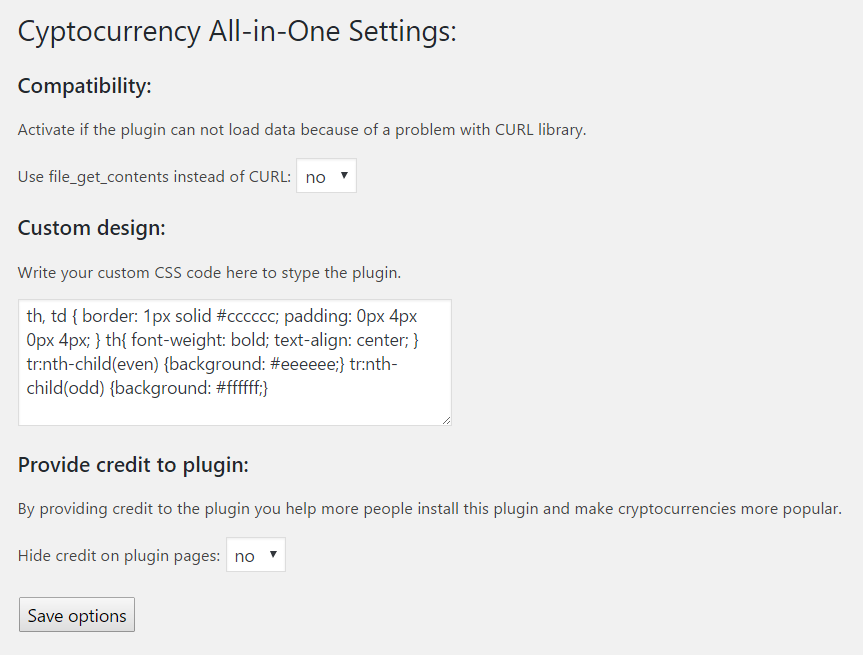 Cyptocurrency All-in-One Settings:
Compatibility:
Activate if the plugin can not load data because of a problem with CURL library.
Use file_get_contents instead of CURL: no
Custom design:
Write your custom CSS code here to stype the plugin.
th, td { border: 1px solid #cccccc; padding: 0px 4px
0px 4px; } th{ font-weight: bold; text-align: center; }
tr:nth-child(even) {background: #eeeeee;} tr:nth-
child(odd) {background: #ffffff;}
Provide credit to plugin:
By providing credit to the plugin you help more people install this plugin and make cryptocurrencies more popular.
Hide credit on plugin pages: no
Save options